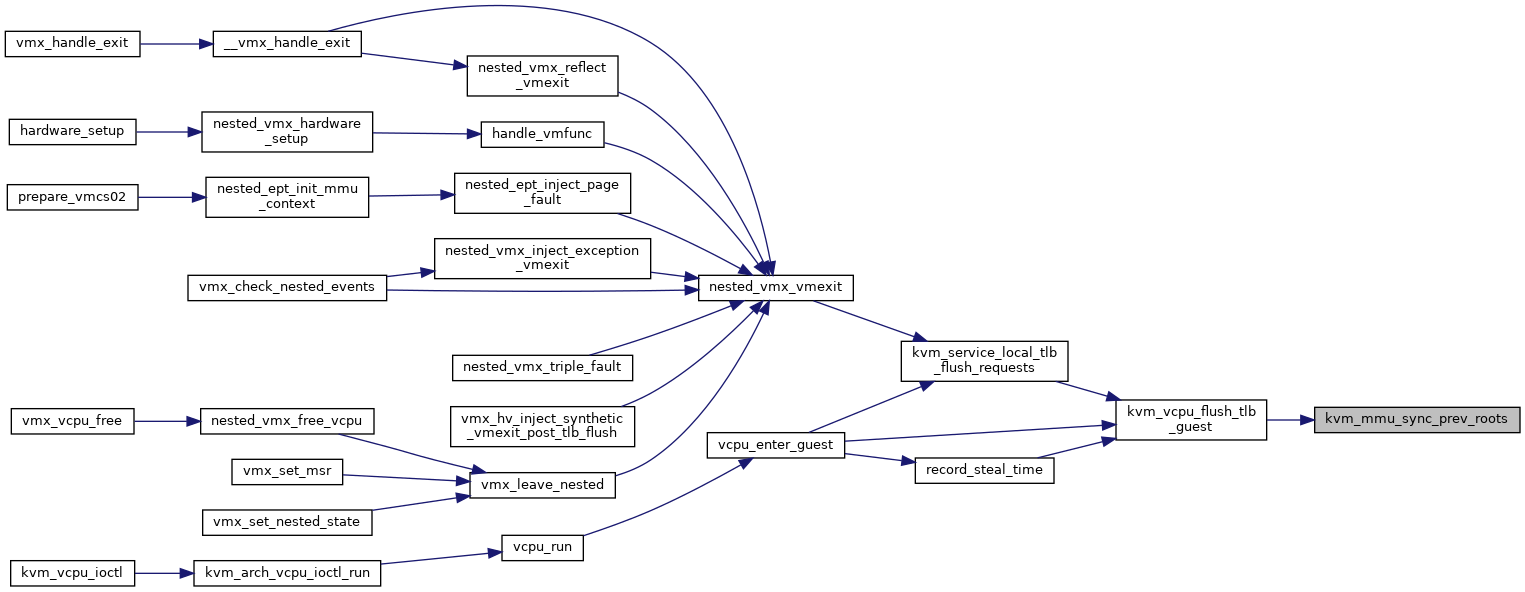 vmx_handle_exit
__vmx_handle_exit
nested_vmx_reflect
_vmexit
hardware_setup
nested_vmx_hardware
_setup
handle_vmfunc
prepare_vmcs02
nested_ept_init_mmu
_context
nested_ept_inject_page
_fault
nested_vmx_inject_exception
_vmexit
vmx_check_nested_events
nested_vmx_vmexit
nested_vmx_triple_fault
kvm_service_local_tlb
_flush_requests
vmx_hv_inject_synthetic
_vmexit_post_tlb_flush
vmx_vcpu_free
nested_vmx_free_vcpu
kvm_vcpu_flush_tlb
_guest
kvm_mmu_sync_prev_roots
vcpu_enter_guest
record_steal_time
vmx_set_msr
vmx_leave_nested
vmx_set_nested_state
vcpu_run
kvm_vcpu_ioctl
kvm_arch_vcpu_ioctl_run